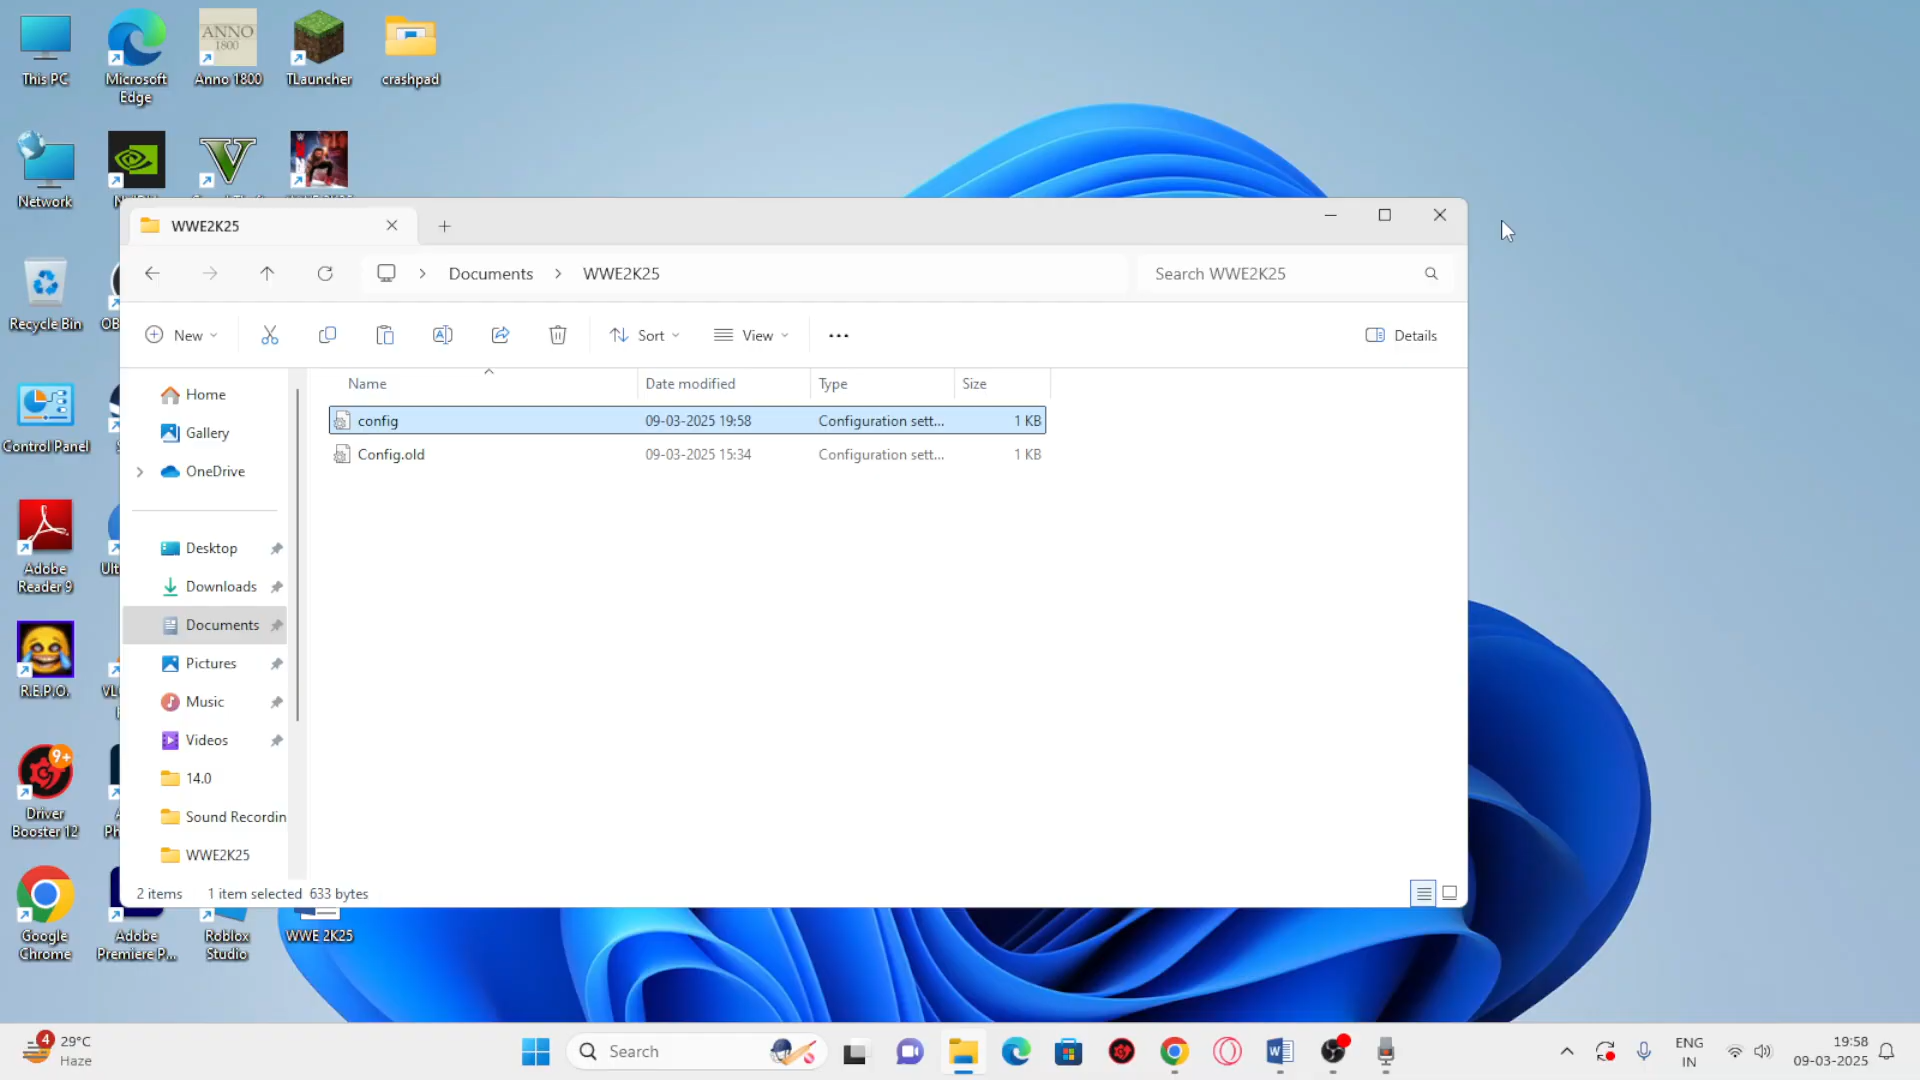 This PC
Microsoft
Edge
ANNO
1800
Anno 1800
TLauncher
crashpad
Network
Recycle Bin
Control Panel
Adobe
Reader 9
R.E.P.O.
9+
Driver
Booster 12
Google
Chrome
Adobe
Premiere P...
Roblox
Studio
WWE 2K25
WWE2K25
Documents
WWE2K25
Search WWE2K25
New
Sort
View
Details
Home
Gallery
OneDrive
Desktop
Downloads
Documents
Pictures
Music
Videos
14.0
Sound Recordin
WWE2K25
Name Date modified Type Size
config 09-03-2025 19:58 Configuration sett... 1 KB
Config.old 09-03-2025 15:34 Configuration sett... 1 KB
2 items 1 item selected 633 bytes
4
29°C
Haze
Search
ENG
IN
19:58
09-03-2025